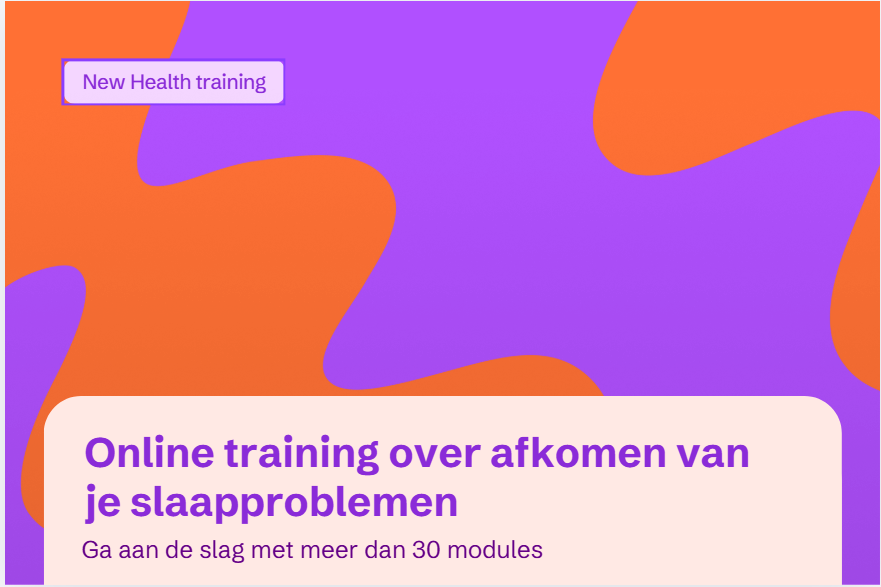 New Health training
Online training over afkomen van
je slaapproblemen
Ga aan de slag met meer dan 30 modules